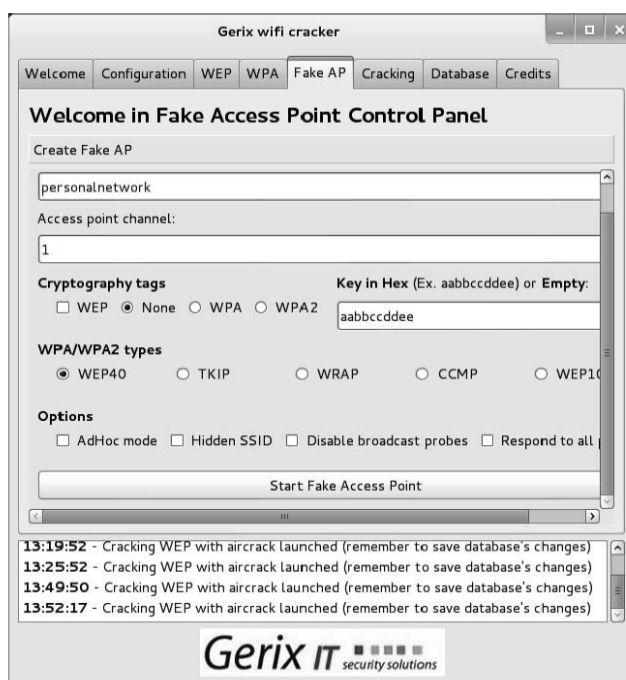 Gerix wifi cracker
Welcome Configuration WEP WPA Fake AP Cracking Database Credits
Welcome in Fake Access Point Control Panel
Create Fake AP
personalnetwork
Access point channel:
1
Cryptography tags Key in Hex (Ex. aabbccddee) or Empty:
WEP None WPA WPA2 aabbccddee
WPA/WPA2 types
WEP40 TKIP WRAP CCMP WEP10
Options
AdHoc mode Hidden SSID Disable broadcast probes Respond to all
Start Fake Access Point
13:19:52 - Cracking WEP with aircrack launched (remember to save database's changes)
13:25:52 - Cracking WEP with aircrack launched (remember to save database's changes)
13:49:50 - Cracking WEP with aircrack launched (remember to save database's changes)
13:52:17 - Cracking WEP with aircrack launched (remember to save database's changes)
Gerix IT security solutions